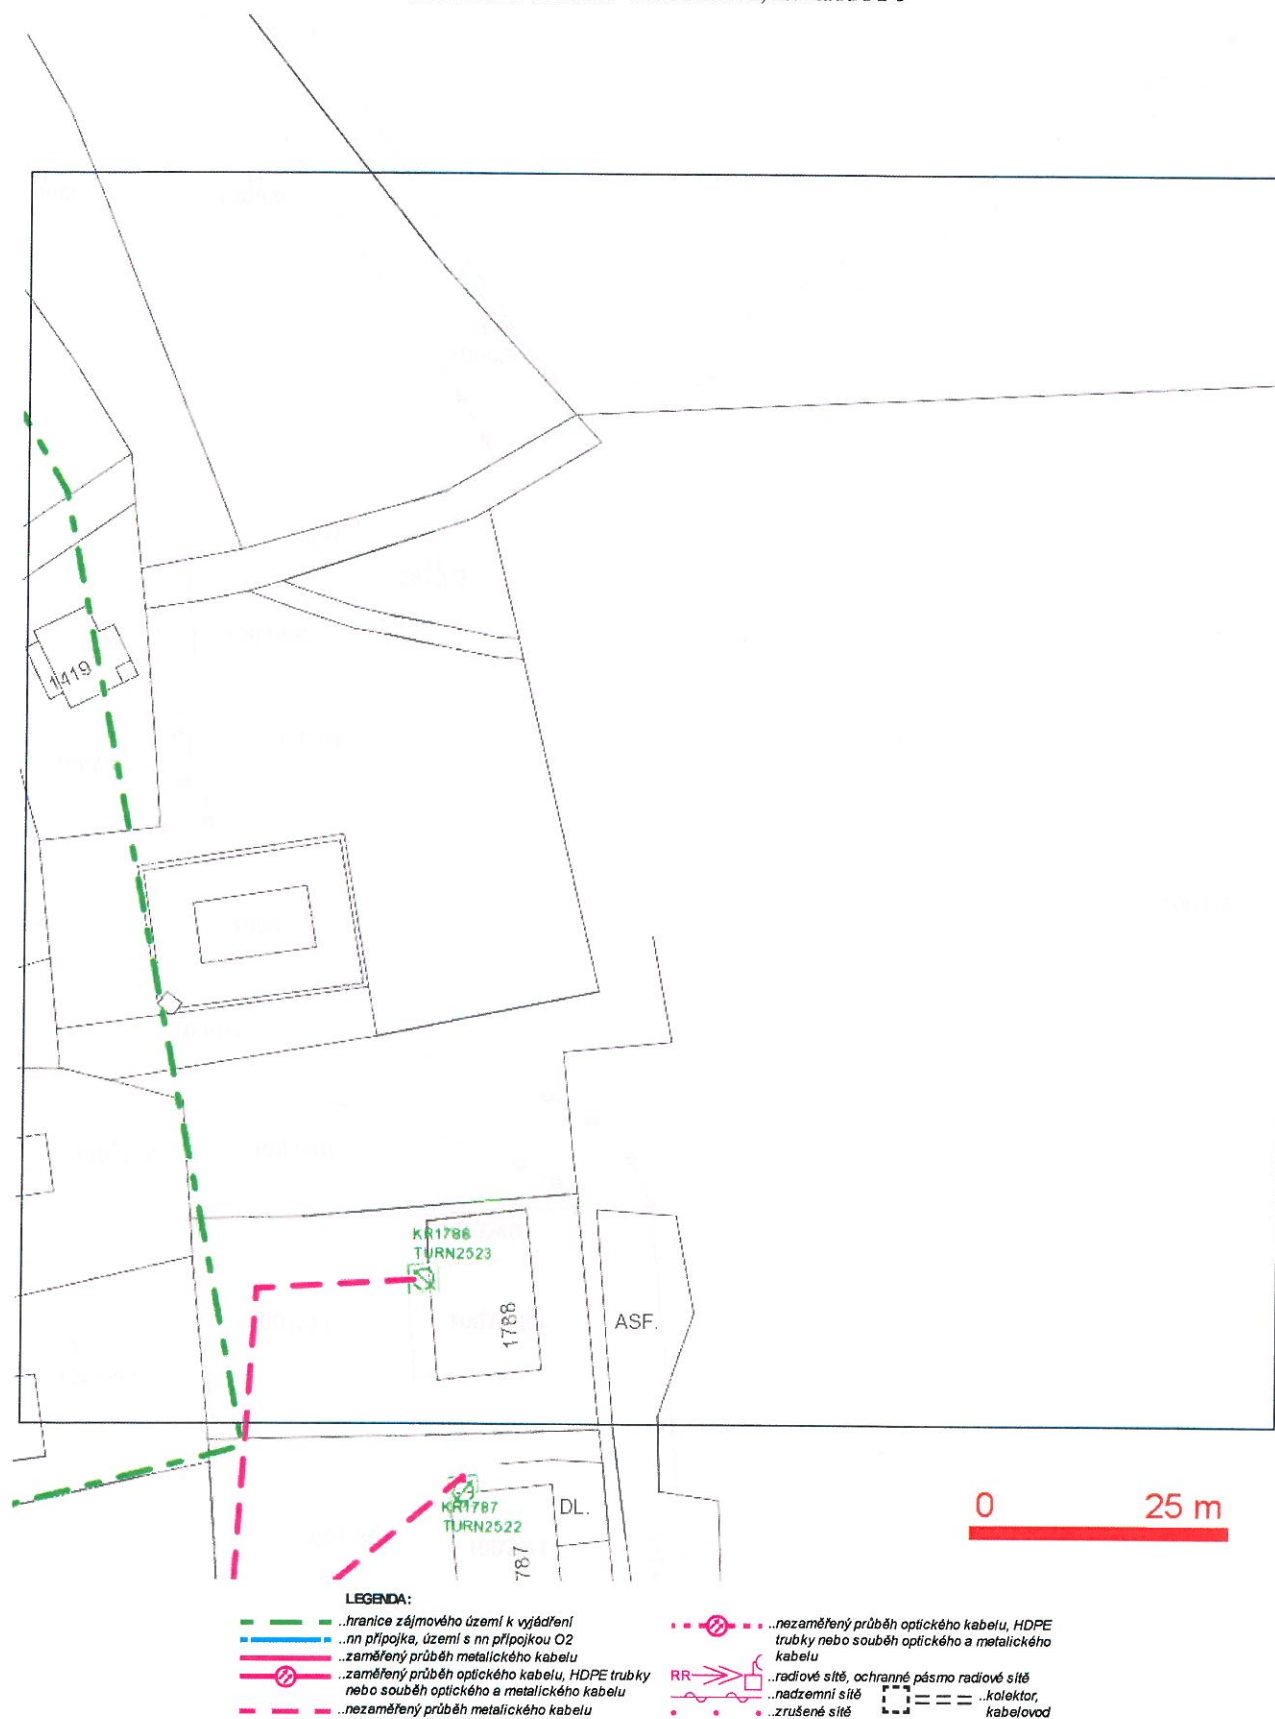 1419
KR1788
TURN2523
1788
ASF.
KR1787
TURN2522
DL.
787
0 25 m
LEGENDA:
..hranice zájmového území k vyjádření
..nn přípojka, území s nn přípojkou O2
..zaměřený průběh metalického kabelu
..zaměřený průběh optického kabelu, HDPE trubky
nebo souběh optického a metalického kabelu
..nezaměřený průběh metalického kabelu
..nezaměřený průběh optického kabelu, HDPE
trubky nebo souběh optického a metalického
kabelu
RR ..radiové sítě, ochranné pásmo radiové sítě
..nadzemní sítě
..zrušené sítě
..kolektor,
kabelovod